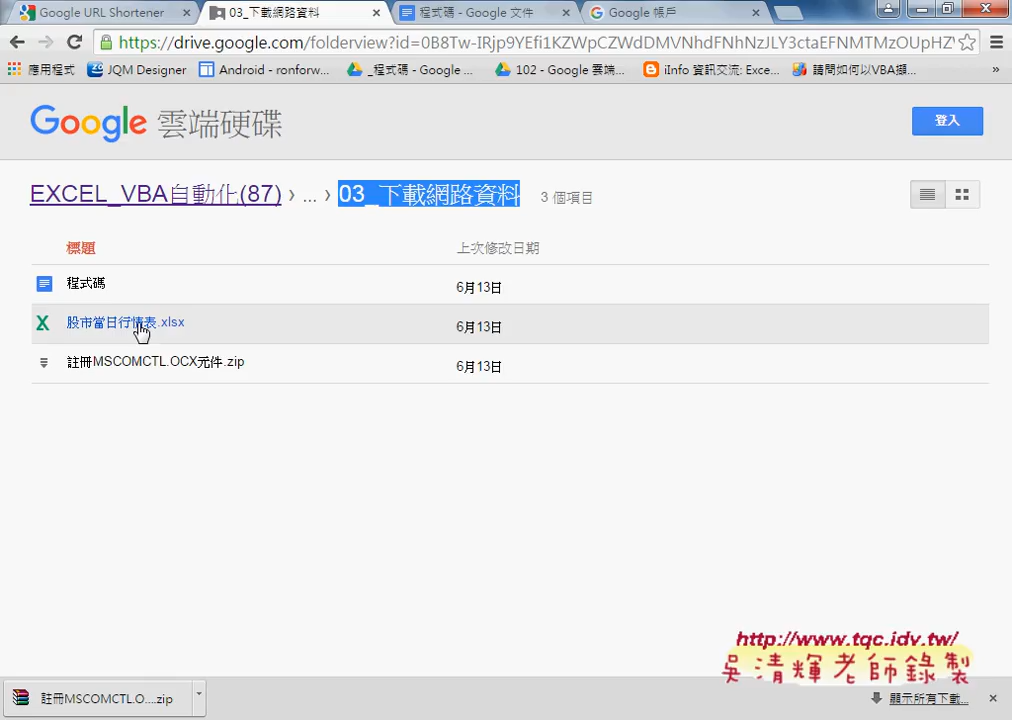 Google URL Shortener
03_下載網路資料
程式碼 - Google 文件
Google 帳戶
https://drive.google.com/folderview?id=0B8Tw-IRjp9YEfi1KZWpCZWdDMVNhdFNhNzJLY3ctaEFNMTMzOUpHZV
應用程式
JQM Designer
Android - ronforw...
_程式碼 - Google ...
102 - Google 雲端...
iInfo 資訊交流: Exce...
請問如何以VBA擷...
»
Google 雲端硬碟
登入
EXCEL_VBA自動化(87) › ... › 03_下載網路資料 3 個項目
標題 上次修改日期
程式碼 6月13日
股市當日行情表.xlsx 6月13日
註冊MSCOMCTL.OCX元件.zip 6月13日
http://www.tqc.idv.tw/
吳清輝老師錄製
註冊MSCOMCTL.O....zip
顯示所有下載...